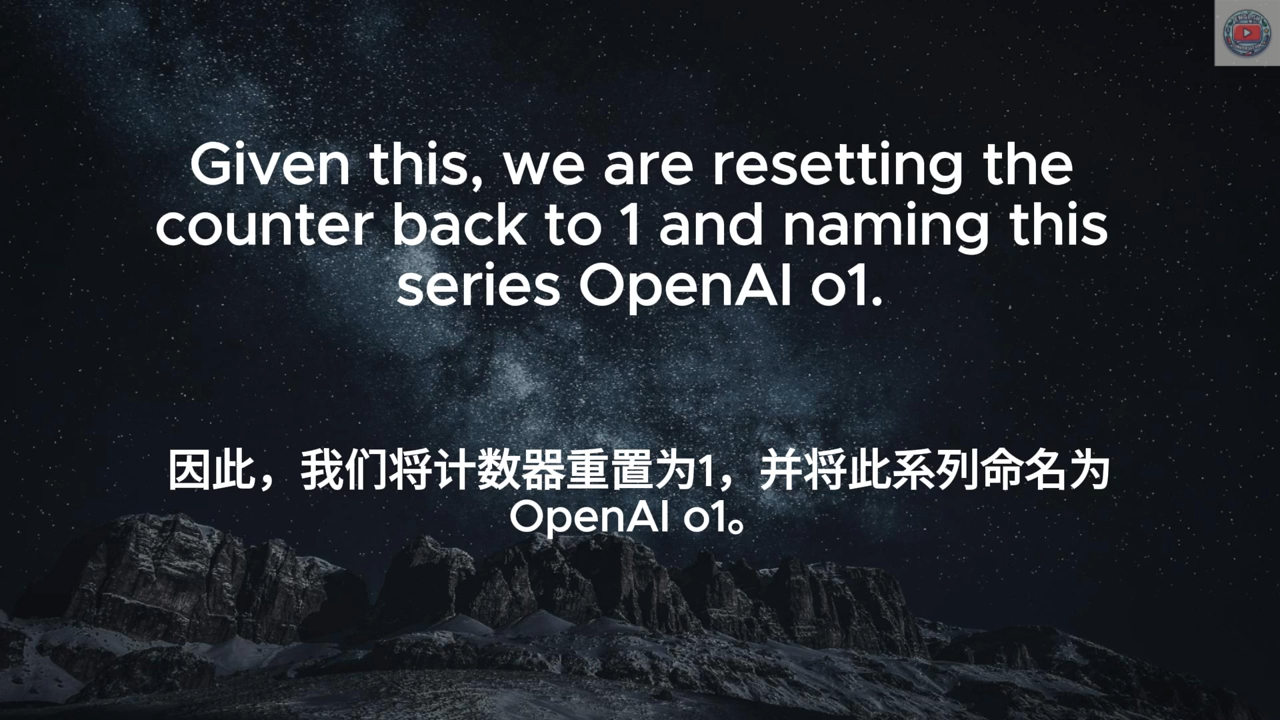 Given this, we are resetting the
counter back to 1 and naming this
series OpenAI o1.
因此，我们将计数器重置为1，并将此系列命名为
OpenAI o1。